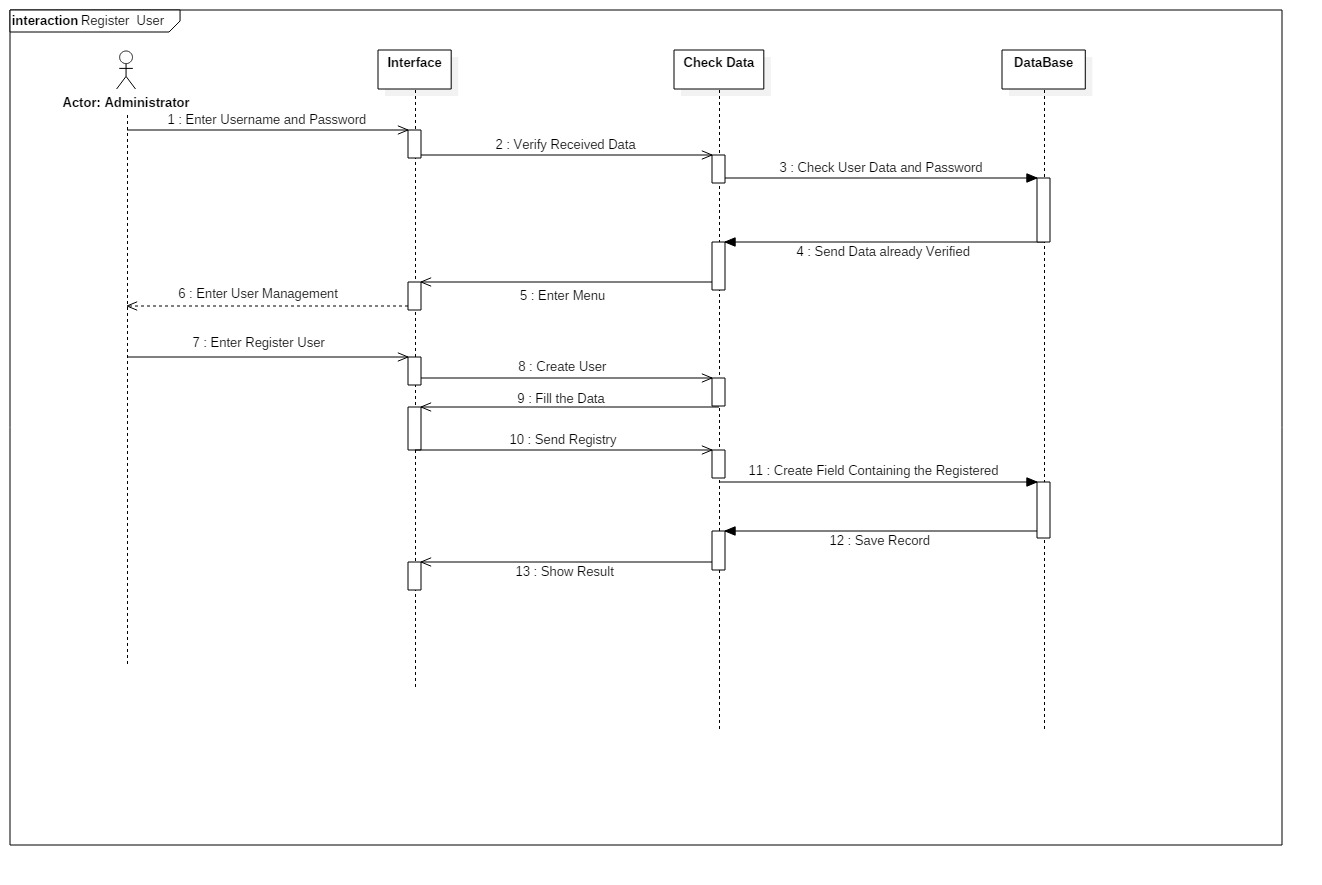 interaction Register User
Interface
Check Data
DataBase
Actor: Administrator
1 : Enter Username and Password
2 : Verify Received Data
3 : Check User Data and Password
4 : Send Data already Verified
5 : Enter Menu
6 : Enter User Management
7 : Enter Register User
8 : Create User
9 : Fill the Data
10 : Send Registry
11 : Create Field Containing the Registered
12 : Save Record
13 : Show Result